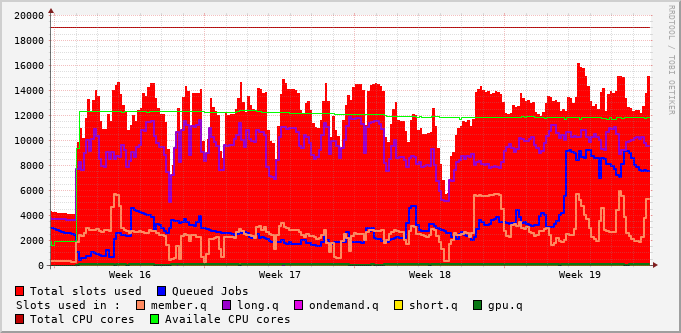 20000
18000
16000
14000
12000
10000
8000
6000
4000
2000
0
Week 16 Week 17 Week 18 Week 19
RRDTOOL / TOBI OETIKER
Total slots used Queued Jobs
Slots used in : member.q long.q ondemand.q short.q gpu.q
Total CPU cores Availale CPU cores